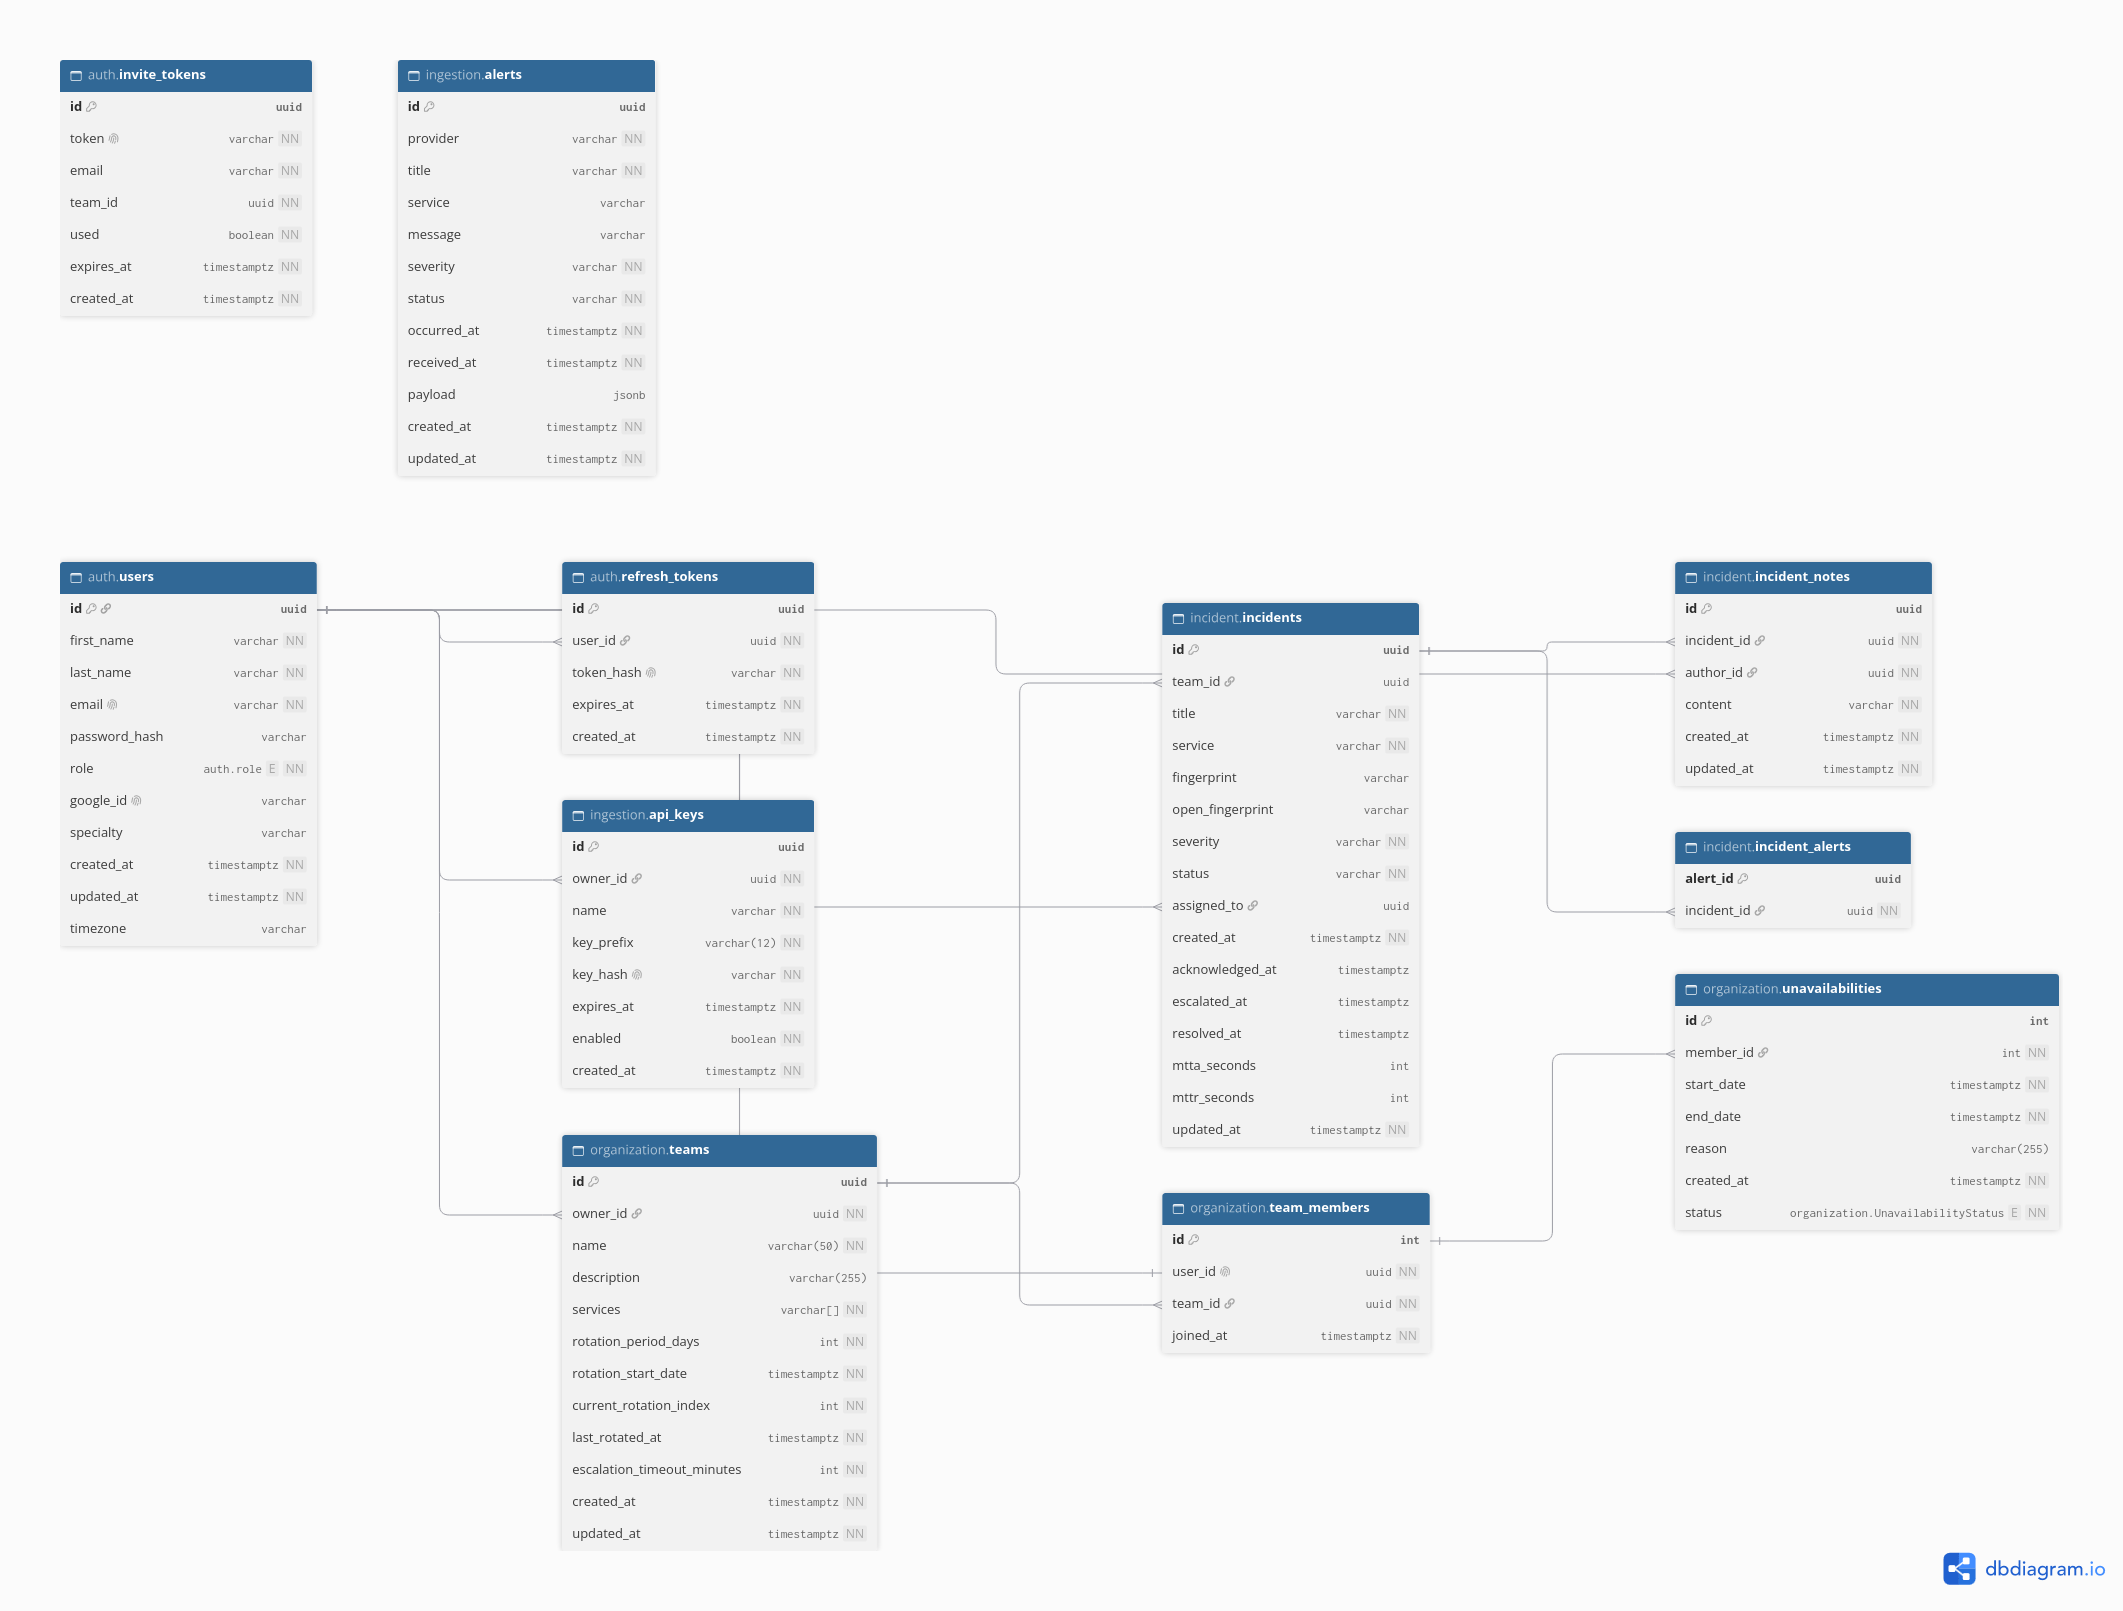 auth.invite_tokens
id uuid
token varchar NN
email varchar NN
team_id uuid NN
used boolean NN
expires_at timestamptz NN
created_at timestamptz NN
ingestion.alerts
id uuid
provider varchar NN
title varchar NN
service varchar
message varchar
severity varchar NN
status varchar NN
occurred_at timestamptz NN
received_at timestamptz NN
payload jsonb
created_at timestamptz NN
updated_at timestamptz NN
auth.users
id uuid
first_name varchar NN
last_name varchar NN
email varchar NN
password_hash varchar
role auth.role E NN
google_id varchar
specialty varchar
created_at timestamptz NN
updated_at timestamptz NN
timezone varchar
auth.refresh_tokens
id uuid
user_id uuid NN
token_hash varchar NN
expires_at timestamptz NN
created_at timestamptz NN
ingestion.api_keys
id uuid
owner_id uuid NN
name varchar NN
key_prefix varchar(12) NN
key_hash varchar NN
expires_at timestamptz NN
enabled boolean NN
created_at timestamptz NN
organization.teams
id uuid
owner_id uuid NN
name varchar(50) NN
description varchar(255)
services varchar[] NN
rotation_period_days int NN
rotation_start_date timestamptz NN
current_rotation_index int NN
last_rotated_at timestamptz NN
escalation_timeout_minutes int NN
created_at timestamptz NN
updated_at timestamptz NN
incident.incidents
id uuid
team_id uuid
title varchar NN
service varchar NN
fingerprint varchar
open_fingerprint varchar
severity varchar NN
status varchar NN
assigned_to uuid
created_at timestamptz NN
acknowledged_at timestamptz
escalated_at timestamptz
resolved_at timestamptz
mtta_seconds int
mttr_seconds int
updated_at timestamptz NN
organization.team_members
id int
user_id uuid NN
team_id uuid NN
joined_at timestamptz NN
incident.incident_notes
id uuid
incident_id uuid NN
author_id uuid NN
content varchar NN
created_at timestamptz NN
updated_at timestamptz NN
incident.incident_alerts
alert_id uuid
incident_id uuid NN
organization.unavailabilities
id int
member_id int NN
start_date timestamptz NN
end_date timestamptz NN
reason varchar(255)
created_at timestamptz NN
status organization.UnavailabilityStatus E NN
dbdiagram.io